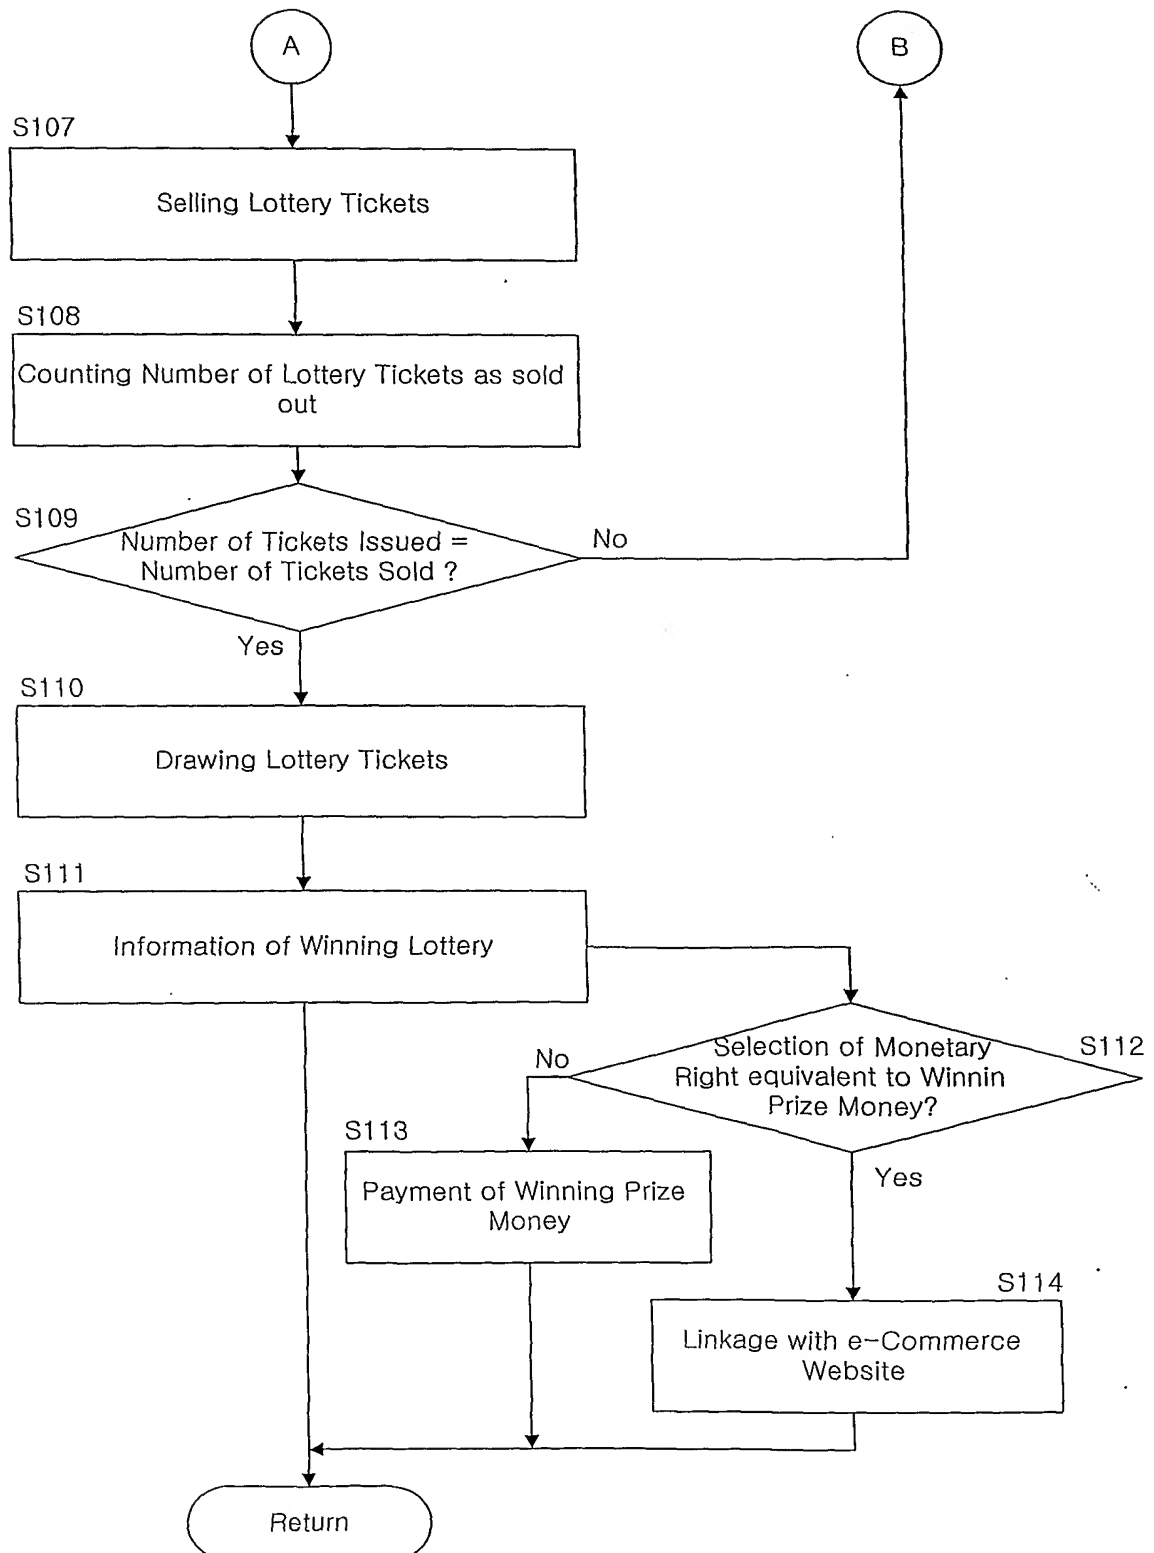 A
B
S107
Selling Lottery Tickets
S108
Counting Number of Lottery Tickets as sold
out
S109
Number of Tickets Issued =
Number of Tickets Sold ?
No
Yes
S110
Drawing Lottery Tickets
S111
Information of Winning Lottery
S112
Selection of Monetary
Right equivalent to Winnin
Prize Money?
No
Yes
S113
Payment of Winning Prize
Money
S114
Linkage with e-Commerce
Website
Return